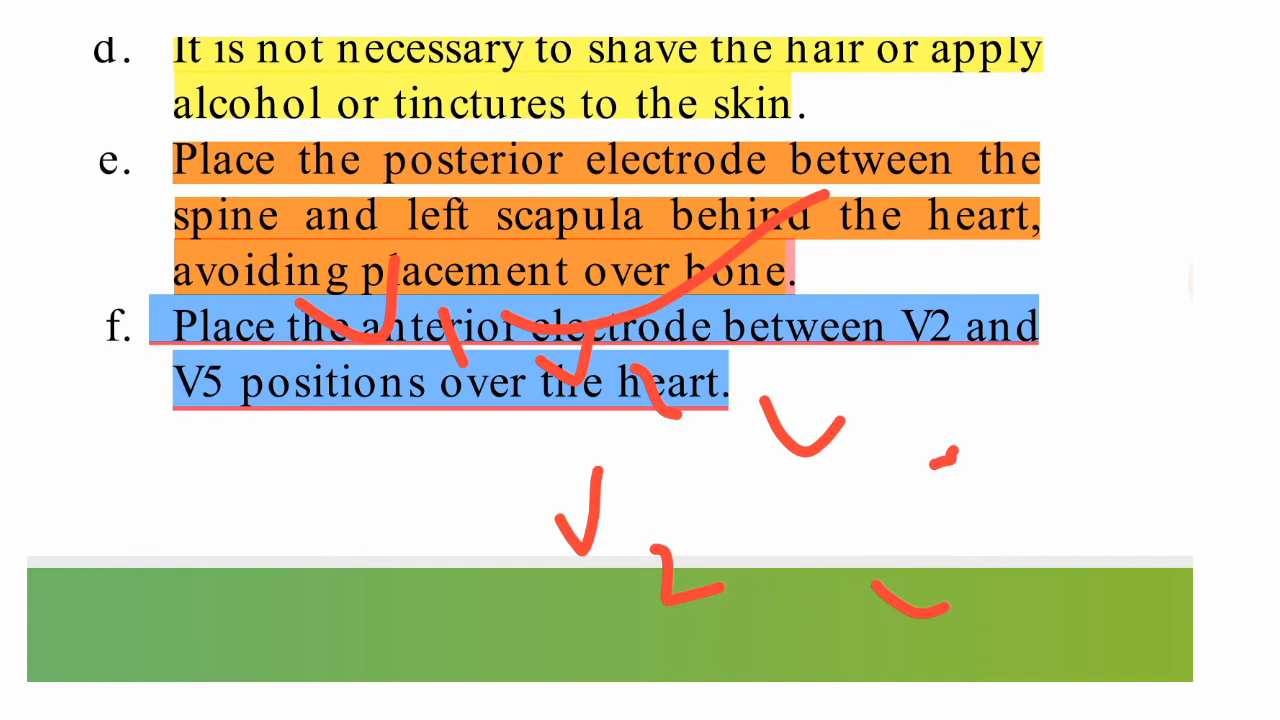 d. It is not necessary to shave the hair or apply
alcohol or tinctures to the skin.
e. Place the posterior electrode between the
spine and left scapula behind the heart,
avoiding placement over bone.
f. Place the anterior electrode between V2 and
V5 positions over the heart.
V
2